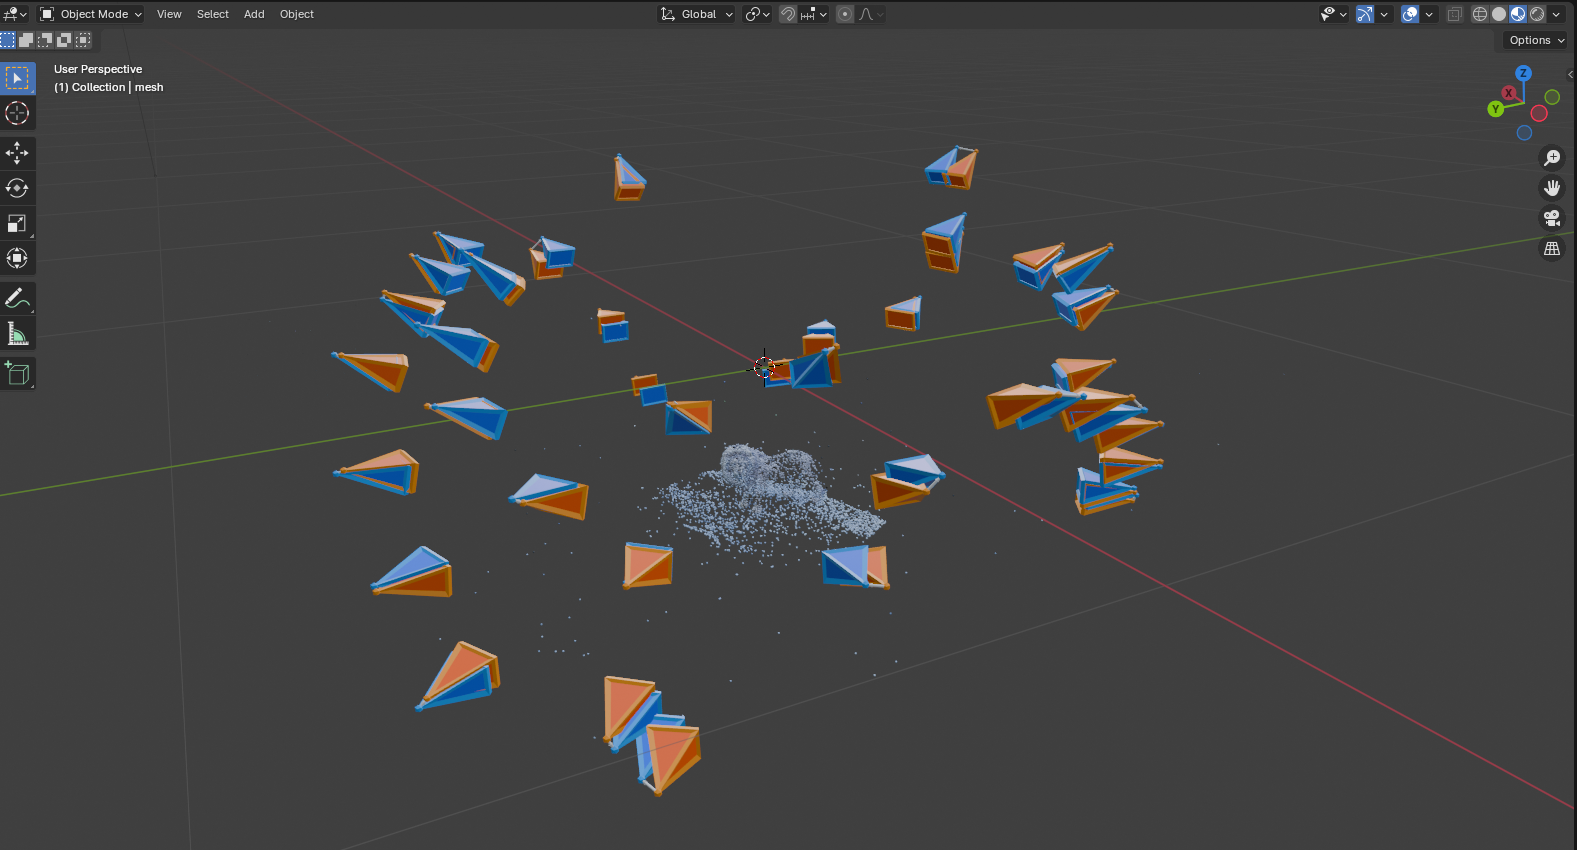 Object Mode View Select Add Object Global
Options
User Perspective
(1) Collection | mesh
Z
X
Y